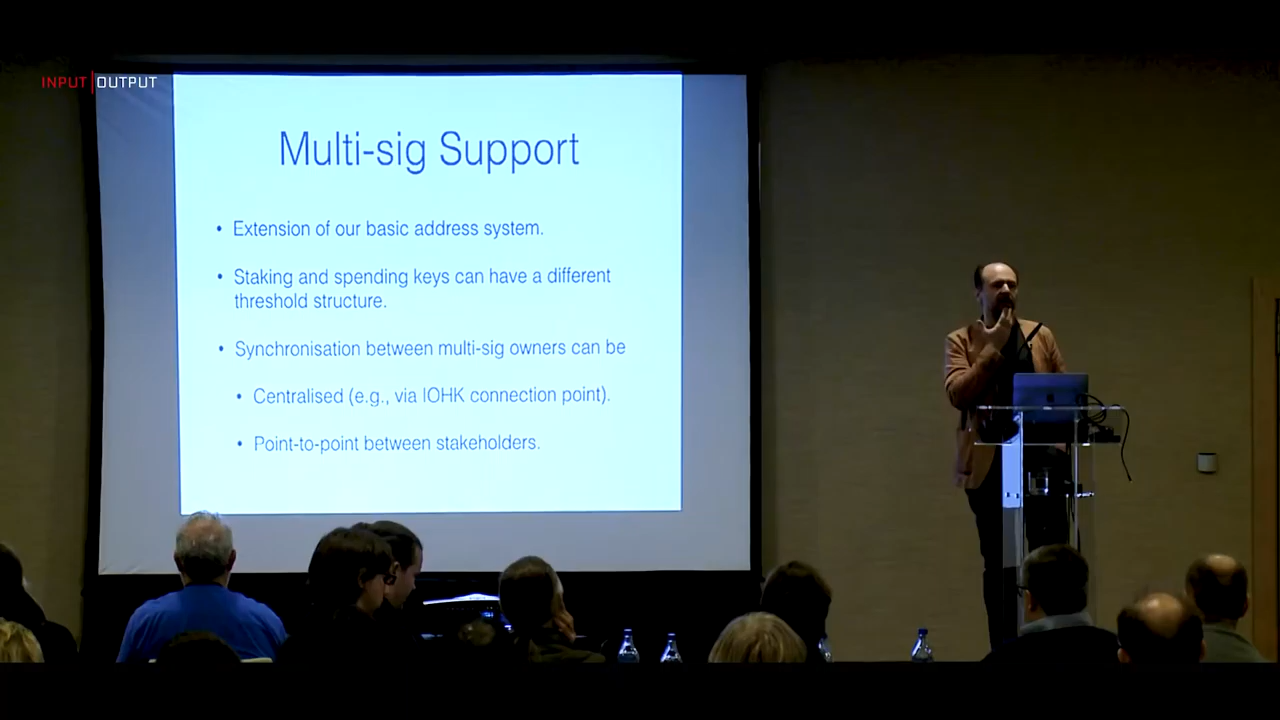 INPUT|OUTPUT
Multi-sig Support
• Extension of our basic address system.
• Staking and spending keys can have a different
threshold structure.
• Synchronisation between multi-sig owners can be
• Centralised (e.g., via IOHK connection point).
• Point-to-point between stakeholders.